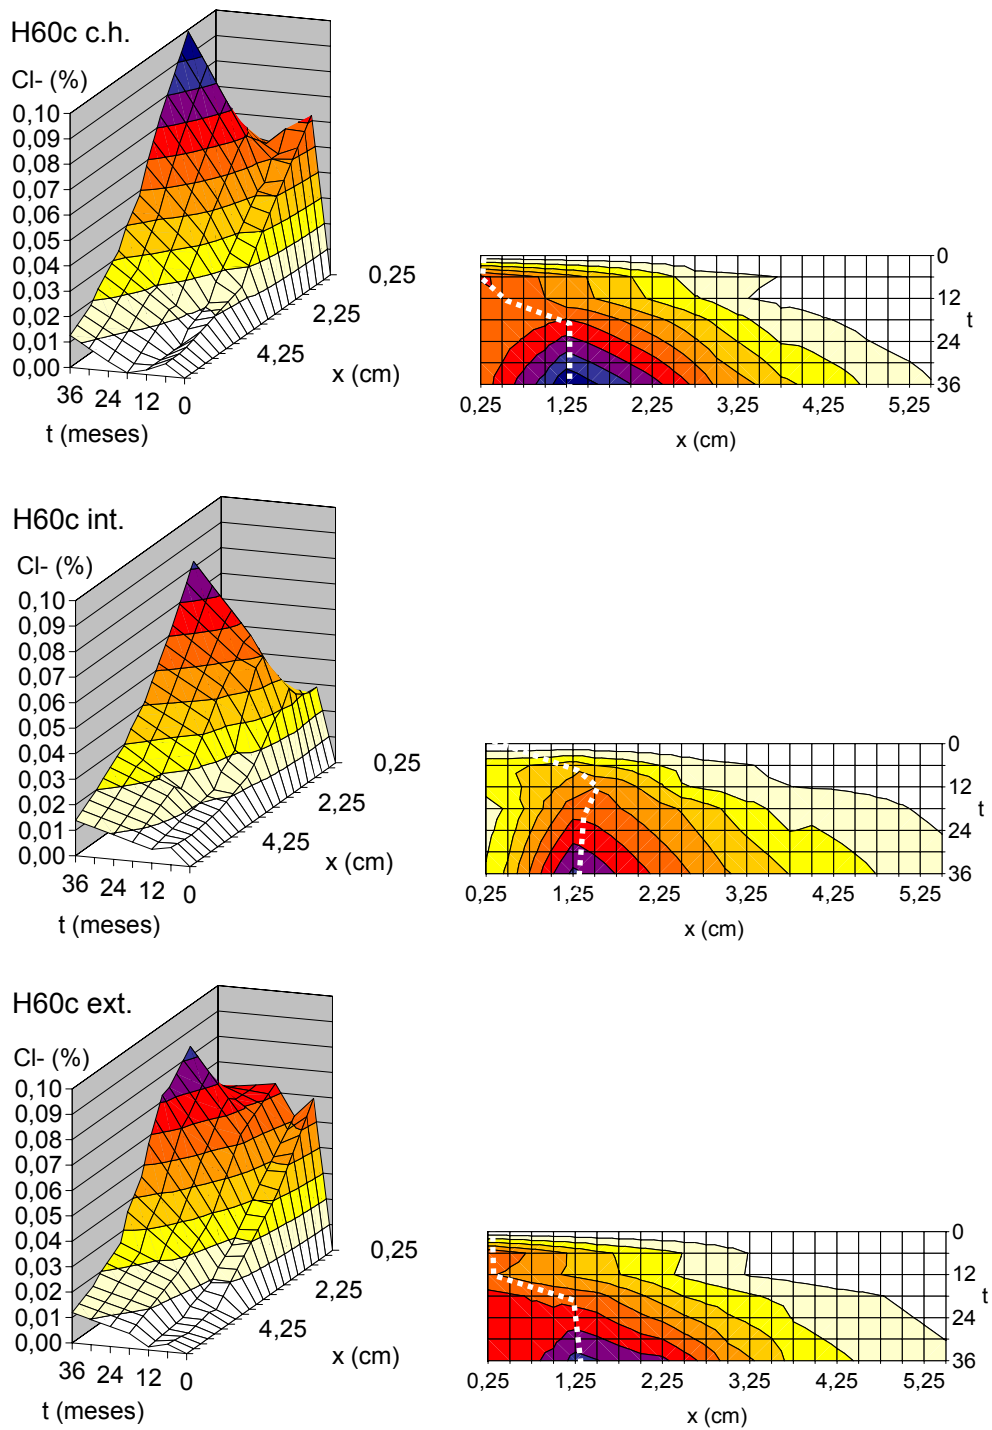 H60c c.h.
Cl- (%)
0,10
0,09
0,08
0,07
0,06
0,05
0,04
0,03
0,02
0,01
0,00
36 24 12 0
t (meses)
0,25
2,25
4,25
x (cm)
0
12
24
36
t
0,25 1,25 2,25 3,25 4,25 5,25
x (cm)
H60c int.
Cl- (%)
0,10
0,09
0,08
0,07
0,06
0,05
0,04
0,03
0,02
0,01
0,00
36 24 12 0
t (meses)
0,25
2,25
4,25
x (cm)
0
12
24
36
t
0,25 1,25 2,25 3,25 4,25 5,25
x (cm)
H60c ext.
Cl- (%)
0,10
0,09
0,08
0,07
0,06
0,05
0,04
0,03
0,02
0,01
0,00
36 24 12 0
t (meses)
0,25
2,25
4,25
x (cm)
0
12
24
36
t
0,25 1,25 2,25 3,25 4,25 5,25
x (cm)